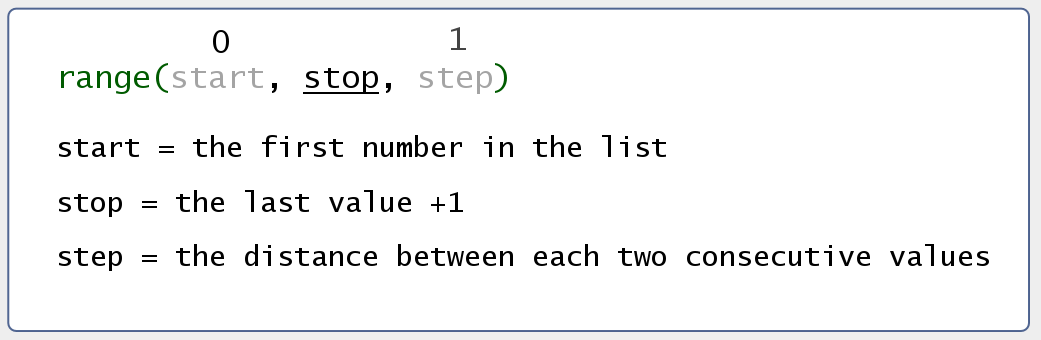 0 1
range(start, stop, step)
start = the first number in the list
stop = the last value +1
step = the distance between each two consecutive values